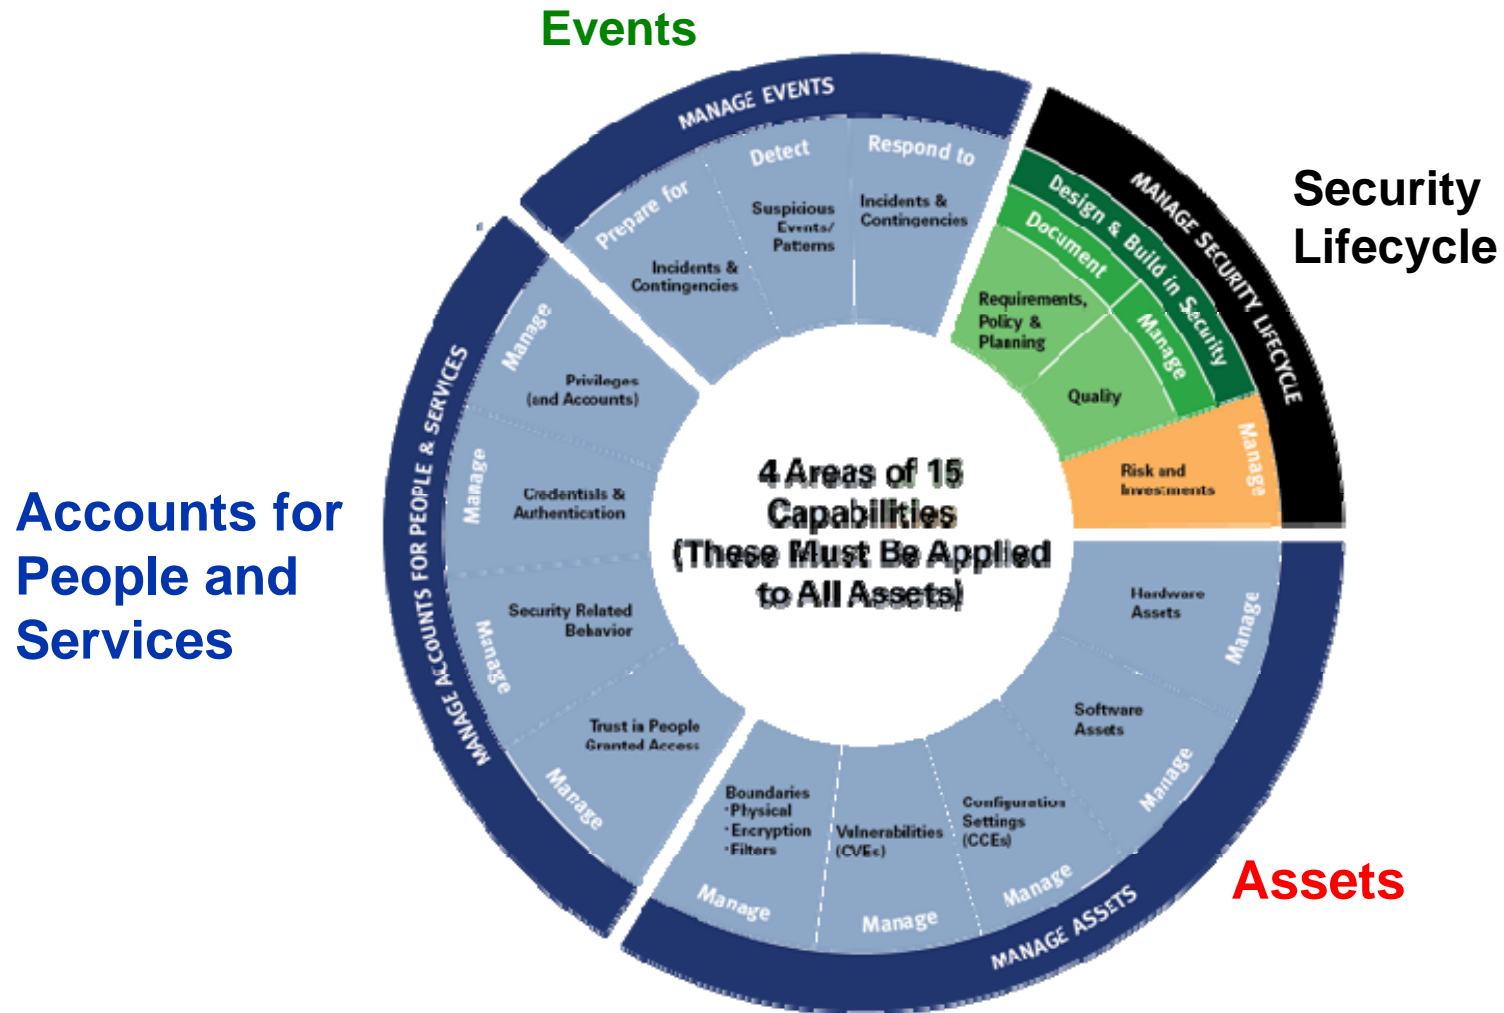 Events
MANAGE EVENTS
Prepare for
Incidents &
Contingencies
Detect
Suspicious
Events/
Patterns
Respond to
Incidents &
Contingencies
Security
Lifecycle
MANAGE SECURITY LIFECYCLE
Design & Build in Security
Document
Requirements,
Policy &
Planning
Manage
Quality
Manage
Risk and
Investments
Accounts for
People and
Services
MANAGE ACCOUNTS FOR PEOPLE & SERVICES
Manage
Privileges
(and Accounts)
Manage
Credentials &
Authentication
Manage
Security Related
Behavior
Manage
Trust in People
Granted Access
4 Areas of 15
Capabilities
(These Must Be Applied
to All Assets)
Assets
MANAGE ASSETS
Hardware
Assets
Manage
Software
Assets
Manage
Configuration
Settings
(CCEs)
Manage
Vulnerabilities
(CVEs)
Manage
Boundaries
•Physical
•Encryption
•Filters
Manage